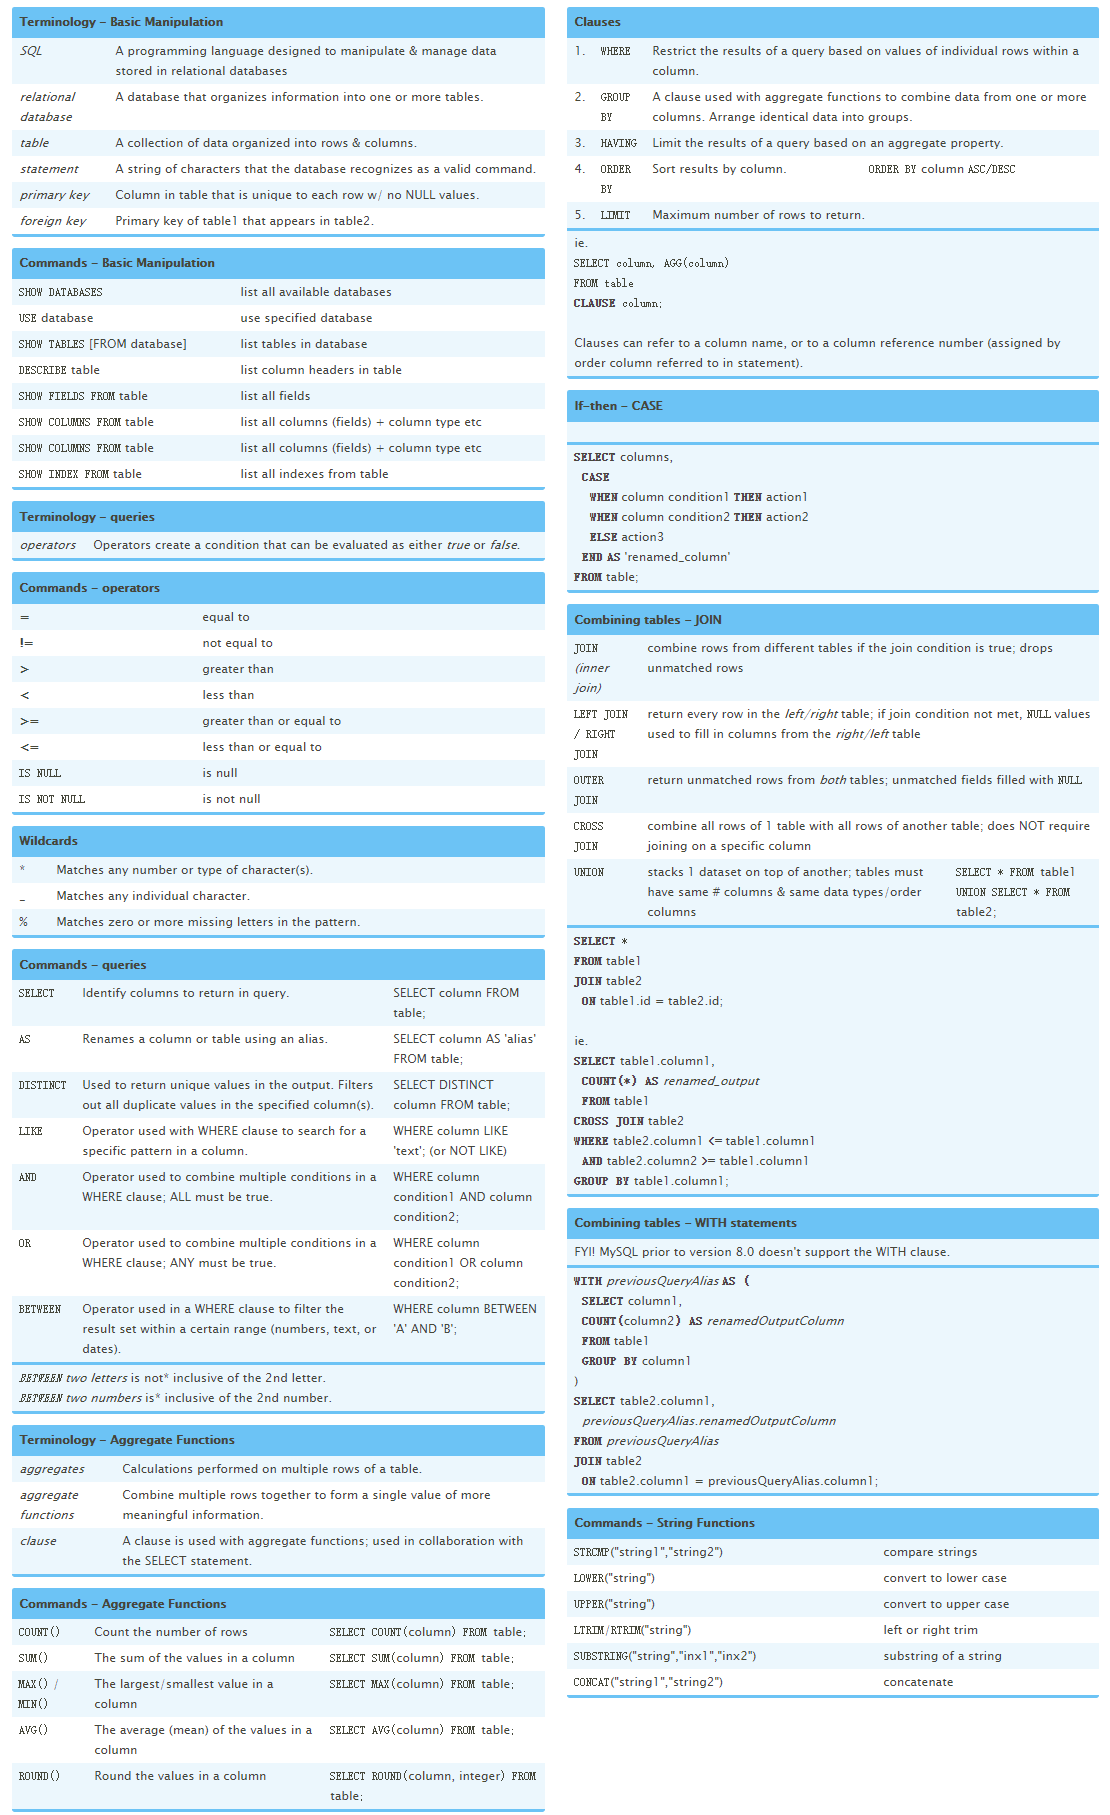 Terminology - Basic Manipulation
SQL A programming language designed to manipulate & manage data
stored in relational databases
relational A database that organizes information into one or more tables.
database
table A collection of data organized into rows & columns.
statement A string of characters that the database recognizes as a valid command.
primary key Column in table that is unique to each row w/ no NULL values.
foreign key Primary key of table1 that appears in table2.
Commands - Basic Manipulation
SHOW DATABASES list all available databases
USE database use specified database
SHOW TABLES [FROM database] list tables in database
DESCRIBE table list column headers in table
SHOW FIELDS FROM table list all fields
SHOW COLUMNS FROM table list all columns (fields) + column type etc
SHOW COLUMNS FROM table list all columns (fields) + column type etc
SHOW INDEX FROM table list all indexes from table
Terminology - queries
operators Operators create a condition that can be evaluated as either true or false.
Commands - operators
= equal to
!= not equal to
> greater than
< less than
>= greater than or equal to
<= less than or equal to
IS NULL is null
IS NOT NULL is not null
Wildcards
* Matches any number or type of character(s).
_ Matches any individual character.
% Matches zero or more missing letters in the pattern.
Commands - queries
SELECT Identify columns to return in query. SELECT column FROM
table;
AS Renames a column or table using an alias. SELECT column AS 'alias'
FROM table;
DISTINCT Used to return unique values in the output. Filters SELECT DISTINCT
out all duplicate values in the specified column(s). column FROM table;
LIKE Operator used with WHERE clause to search for a WHERE column LIKE
specific pattern in a column. 'text'; (or NOT LIKE)
AND Operator used to combine multiple conditions in a WHERE column
WHERE clause; ALL must be true. condition1 AND column
condition2;
OR Operator used to combine multiple conditions in a WHERE column
WHERE clause; ANY must be true. condition1 OR column
condition2;
BETWEEN Operator used in a WHERE clause to filter the WHERE column BETWEEN
result set within a certain range (numbers, text, or 'A' AND 'B';
dates).
BETWEEN two letters is not* inclusive of the 2nd letter.
BETWEEN two numbers is* inclusive of the 2nd number.
Terminology - Aggregate Functions
aggregates Calculations performed on multiple rows of a table.
aggregate Combine multiple rows together to form a single value of more
functions meaningful information.
clause A clause is used with aggregate functions; used in collaboration with
the SELECT statement.
Commands - Aggregate Functions
COUNT() Count the number of rows SELECT COUNT(column) FROM table;
SUM() The sum of the values in a column SELECT SUM(column) FROM table;
MAX() / The largest/smallest value in a SELECT MAX(column) FROM table;
MIN() column
AVG() The average (mean) of the values in a SELECT AVG(column) FROM table;
column
ROUND() Round the values in a column SELECT ROUND(column, integer) FROM
table;
Clauses
1. WHERE Restrict the results of a query based on values of individual rows within a
column.
2. GROUP A clause used with aggregate functions to combine data from one or more
BY columns. Arrange identical data into groups.
3. HAVING Limit the results of a query based on an aggregate property.
4. ORDER Sort results by column. ORDER BY column ASC/DESC
BY
5. LIMIT Maximum number of rows to return.
ie.
SELECT column, AGG(column)
FROM table
CLAUSE column;
Clauses can refer to a column name, or to a column reference number (assigned by
order column referred to in statement).
If-then - CASE
SELECT columns,
CASE
WHEN column condition1 THEN action1
WHEN column condition2 THEN action2
ELSE action3
END AS 'renamed_column'
FROM table;
Combining tables - JOIN
JOIN combine rows from different tables if the join condition is true; drops
(inner unmatched rows
join)
LEFT JOIN return every row in the left/right table; if join condition not met, NULL values
/ RIGHT used to fill in columns from the right/left table
JOIN
OUTER return unmatched rows from both tables; unmatched fields filled with NULL
JOIN
CROSS combine all rows of 1 table with all rows of another table; does NOT require
JOIN joining on a specific column
UNION stacks 1 dataset on top of another; tables must SELECT * FROM table1
have same # columns & same data types/order UNION SELECT * FROM
columns table2;
SELECT *
FROM table1
JOIN table2
ON table1.id = table2.id;
ie.
SELECT table1.column1,
COUNT(*) AS renamed_output
FROM table1
CROSS JOIN table2
WHERE table2.column1 <= table1.column1
AND table2.column2 >= table1.column1
GROUP BY table1.column1;
Combining tables - WITH statements
FYI! MySQL prior to version 8.0 doesn't support the WITH clause.
WITH previousQueryAlias AS (
SELECT column1,
COUNT(column2) AS renamedOutputColumn
FROM table1
GROUP BY column1
)
SELECT table2.column1,
previousQueryAlias.renamedOutputColumn
FROM previousQueryAlias
JOIN table2
ON table2.column1 = previousQueryAlias.column1;
Commands - String Functions
STRCMP("string1","string2") compare strings
LOWER("string") convert to lower case
UPPER("string") convert to upper case
LTRIM/RTRIM("string") left or right trim
SUBSTRING("string","inx1","inx2") substring of a string
CONCAT("string1","string2") concatenate